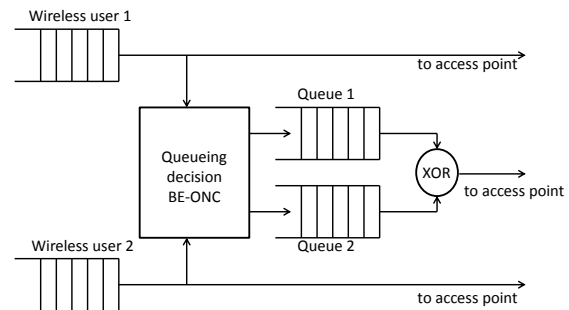 Wireless user 1
to access point
Queue 1
Queueing
decision
BE-ONC
XOR
to access point
Queue 2
Wireless user 2
to access point